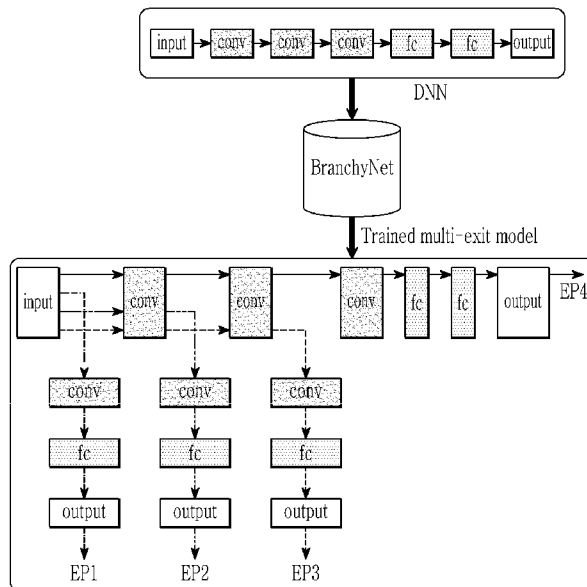 input conv conv conv fc fc output
DNN
BranchyNet
Trained multi-exit model
input conv conv conv fc fc output EP4
conv conv conv
fc fc fc
output output output
EP1 EP2 EP3